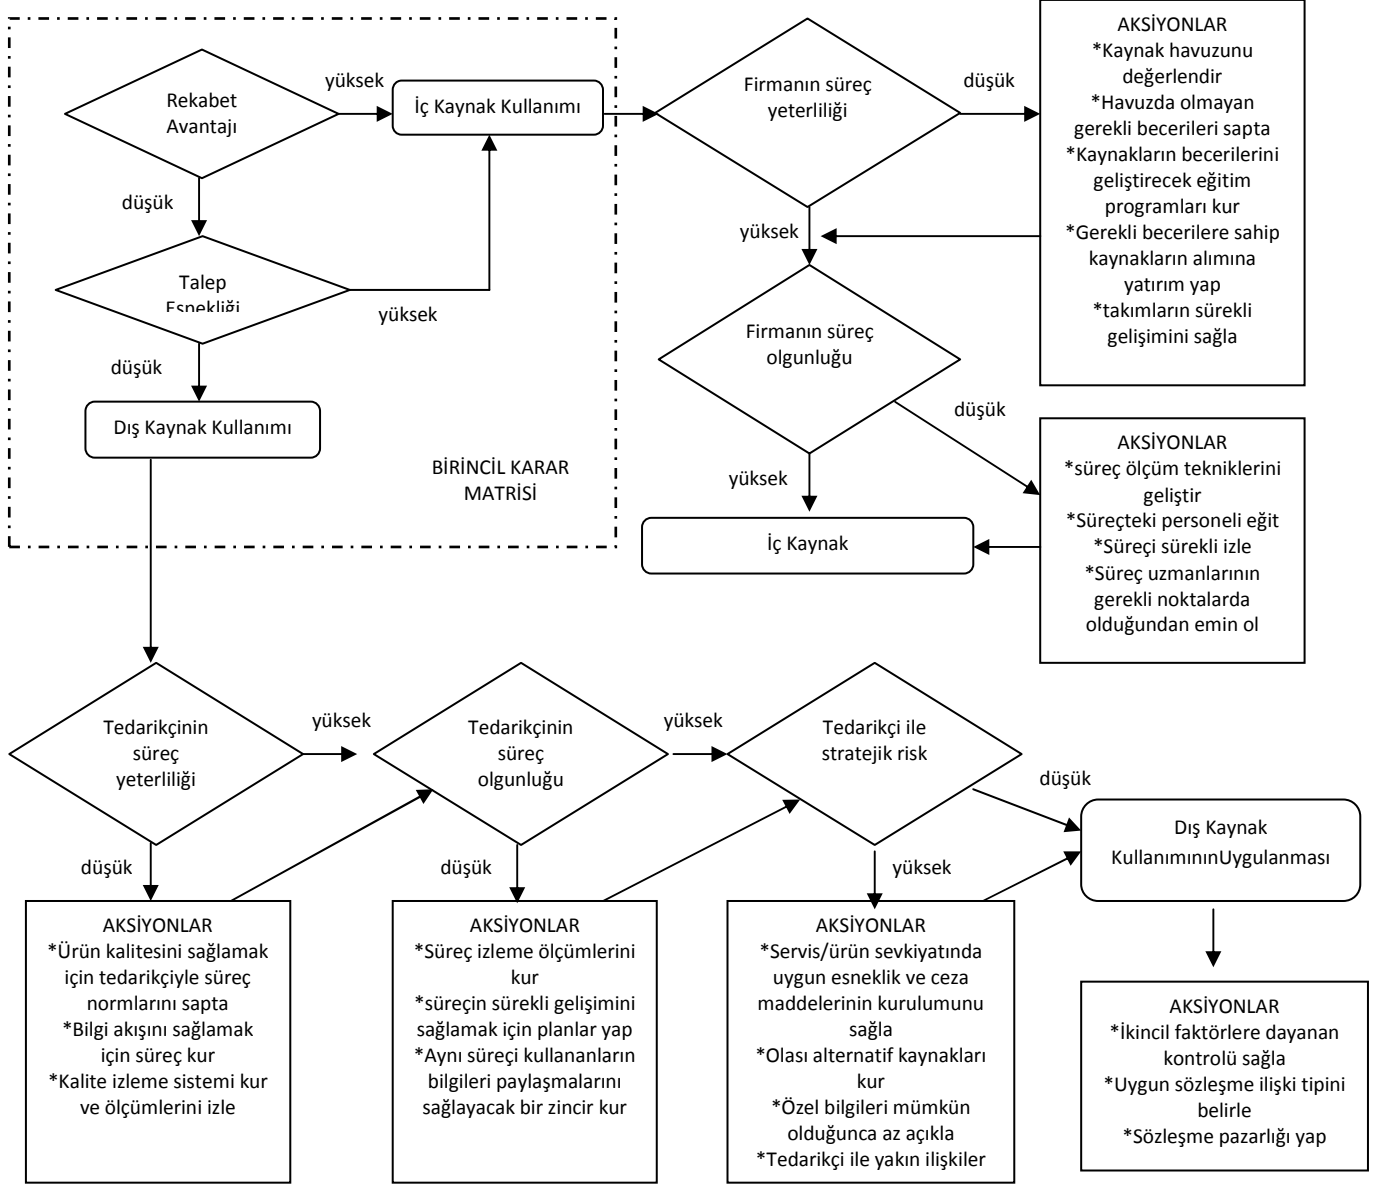 Rekabet
Avantajı
yüksek
İç Kaynak Kullanımı
düşük
Talep
Esnekliği
yüksek
düşük
Dış Kaynak Kullanımı
BİRİNCİL KARAR
MATRİSİ
Firmanın süreç
yeterliliği
düşük
AKSİYONLAR
*Kaynak havuzunu
değerlendir
*Havuzda olmayan
gerekli becerileri sapta
*Kaynakların becerilerini
geliştirecek eğitim
programları kur
*Gerekli becerilere sahip
kaynakların alımına
yatırım yap
*takımların sürekli
gelişimini sağla
yüksek
Firmanın süreç
olgunluğu
düşük
yüksek
AKSİYONLAR
*süreç ölçüm tekniklerini
geliştir
*Süreçteki personeli eğit
*Süreçi sürekli izle
*Süreç uzmanlarının
gerekli noktalarda
olduğundan emin ol
İç Kaynak
Tedarikçinin
süreç
yeterliliği
yüksek
Tedarikçinin
süreç
olgunluğu
yüksek
Tedarikçi ile
stratejik risk
düşük
Dış Kaynak
KullanımınınUygulanması
düşük
düşük
yüksek
AKSİYONLAR
*Ürün kalitesini sağlamak
için tedarikçiyle süreç
normlarını sapta
*Bilgi akışını sağlamak
için süreç kur
*Kalite izleme sistemi kur
ve ölçümlerini izle
AKSİYONLAR
*Süreç izleme ölçümlerini
kur
*süreçin sürekli gelişimini
sağlamak için planlar yap
*Aynı süreçi kullananların
bilgileri paylaşmalarını
sağlayacak bir zincir kur
AKSİYONLAR
*Servis/ürün sevkiyatında
uygun esneklik ve ceza
maddelerinin kurulumunu
sağla
*Olası alternatif kaynakları
kur
*Özel bilgileri mümkün
olduğunca az açıkla
*Tedarikçi ile yakın ilişkiler
AKSİYONLAR
*İkincil faktörlere dayanan
kontrolü sağla
*Uygun sözleşme ilişki tipini
belirle
*Sözleşme pazarlığı yap